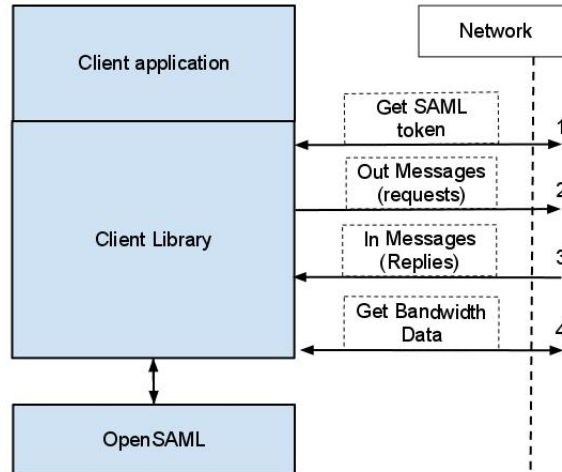 Client application
Network
Get SAML
token
1
Out Messages
(requests)
2
Client Library
In Messages
(Replies)
3
Get Bandwidth
Data
4
OpenSAML